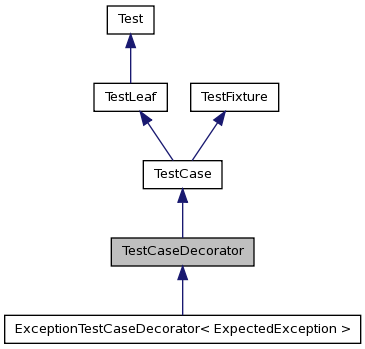 Test
TestLeaf
TestFixture
TestCase
TestCaseDecorator
ExceptionTestCaseDecorator< ExpectedException >